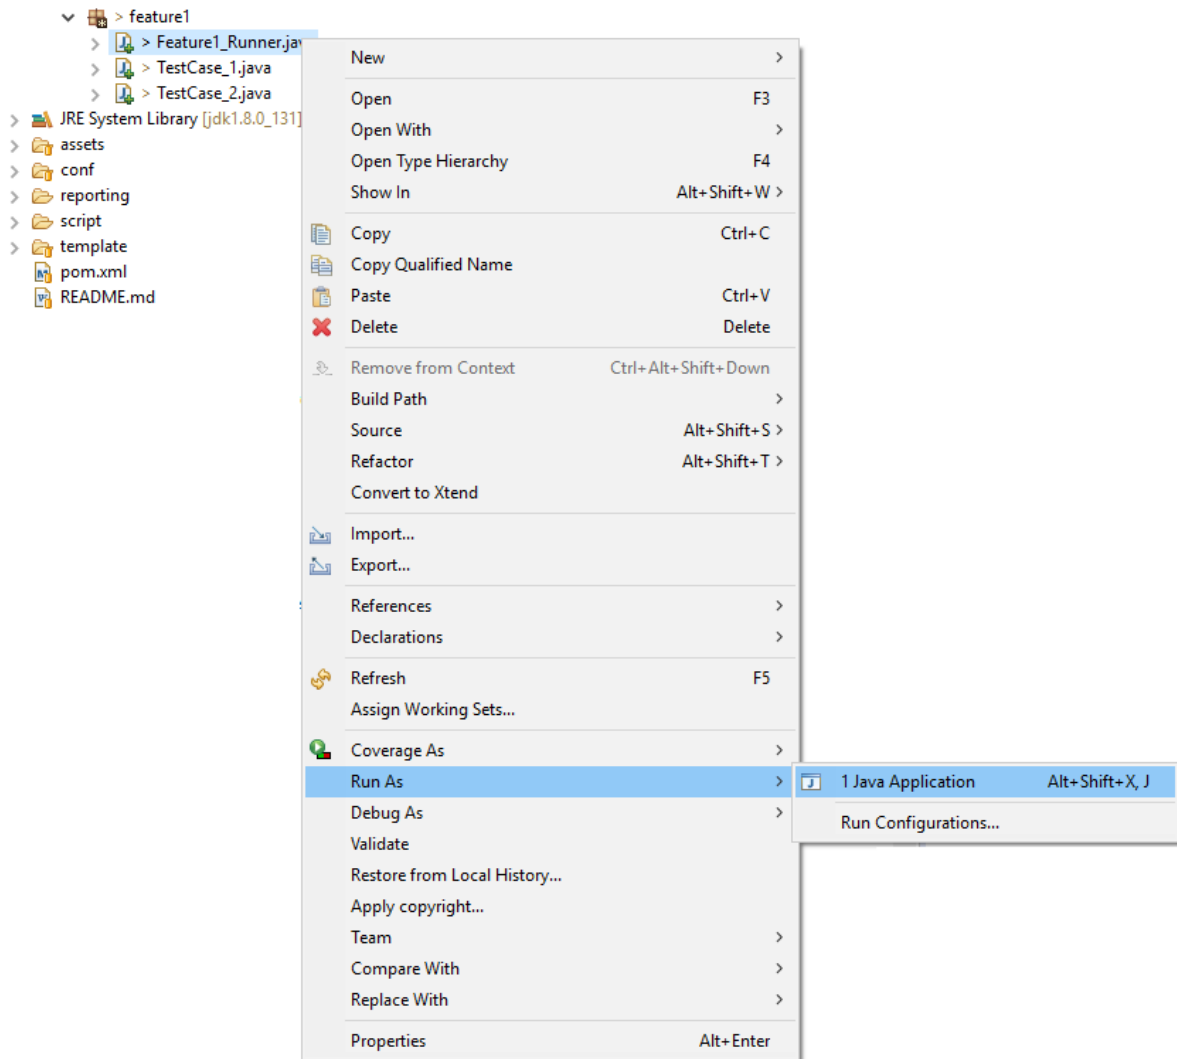 > feature1
> Feature1_Runner.jav
> TestCase_1.java
> TestCase_2.java
JRE System Library [jdk1.8.0_131]
assets
conf
reporting
script
template
pom.xml
README.md
New >
Open F3
Open With >
Open Type Hierarchy F4
Show In Alt+Shift+W >
Copy Ctrl+C
Copy Qualified Name
Paste Ctrl+V
Delete Delete
Remove from Context Ctrl+Alt+Shift+Down
Build Path >
Source Alt+Shift+S >
Refactor Alt+Shift+T >
Convert to Xtend
Import...
Export...
References >
Declarations >
Refresh F5
Assign Working Sets...
Coverage As >
Run As >
1 Java Application Alt+Shift+X, J
Run Configurations...
Debug As >
Validate
Restore from Local History...
Apply copyright...
Team >
Compare With >
Replace With >
Properties Alt+Enter